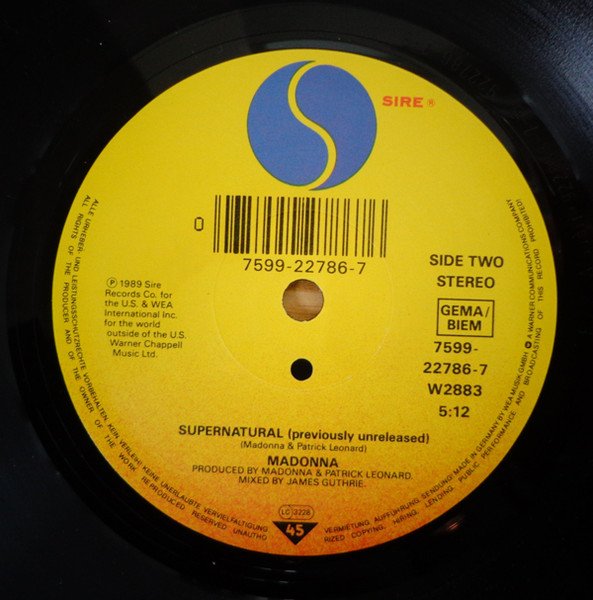 SIRE ®
0
7599-22786-7
SIDE TWO
STEREO
GEMA/
BIEM
7599-
22786-7
W2883
5:12
Ⓟ 1989 Sire
Records Co. for
the U.S. & WEA
International Inc.
for the world
outside of the U.S.
Warner Chappell
Music Ltd.
SUPERNATURAL (previously unreleased)
(Madonna & Patrick Leonard)
MADONNA
PRODUCED BY MADONNA & PATRICK LEONARD.
MIXED BY JAMES GUTHRIE.
LC 3228
45
ALLE URHEBER- UND LEISTUNGSSCHUTZRECHTE VORBEHALTEN. KEIN VERLEIH! KEINE UNERLAUBTE VERVIELFÄLTIGUNG, VERMIETUNG, AUFFÜHRUNG, SENDUNG! MADE IN GERMANY BY WEA MUSIK GMBH A WARNER COMMUNICATIONS COMPANY
ALL RIGHTS OF THE PRODUCER AND OF THE OWNER OF THE WORK REPRODUCED RESERVED UNAUTHORIZED COPYING, HIRING, LENDING, PUBLIC PERFORMANCE AND BROADCASTING OF THIS RECORD PROHIBITED!